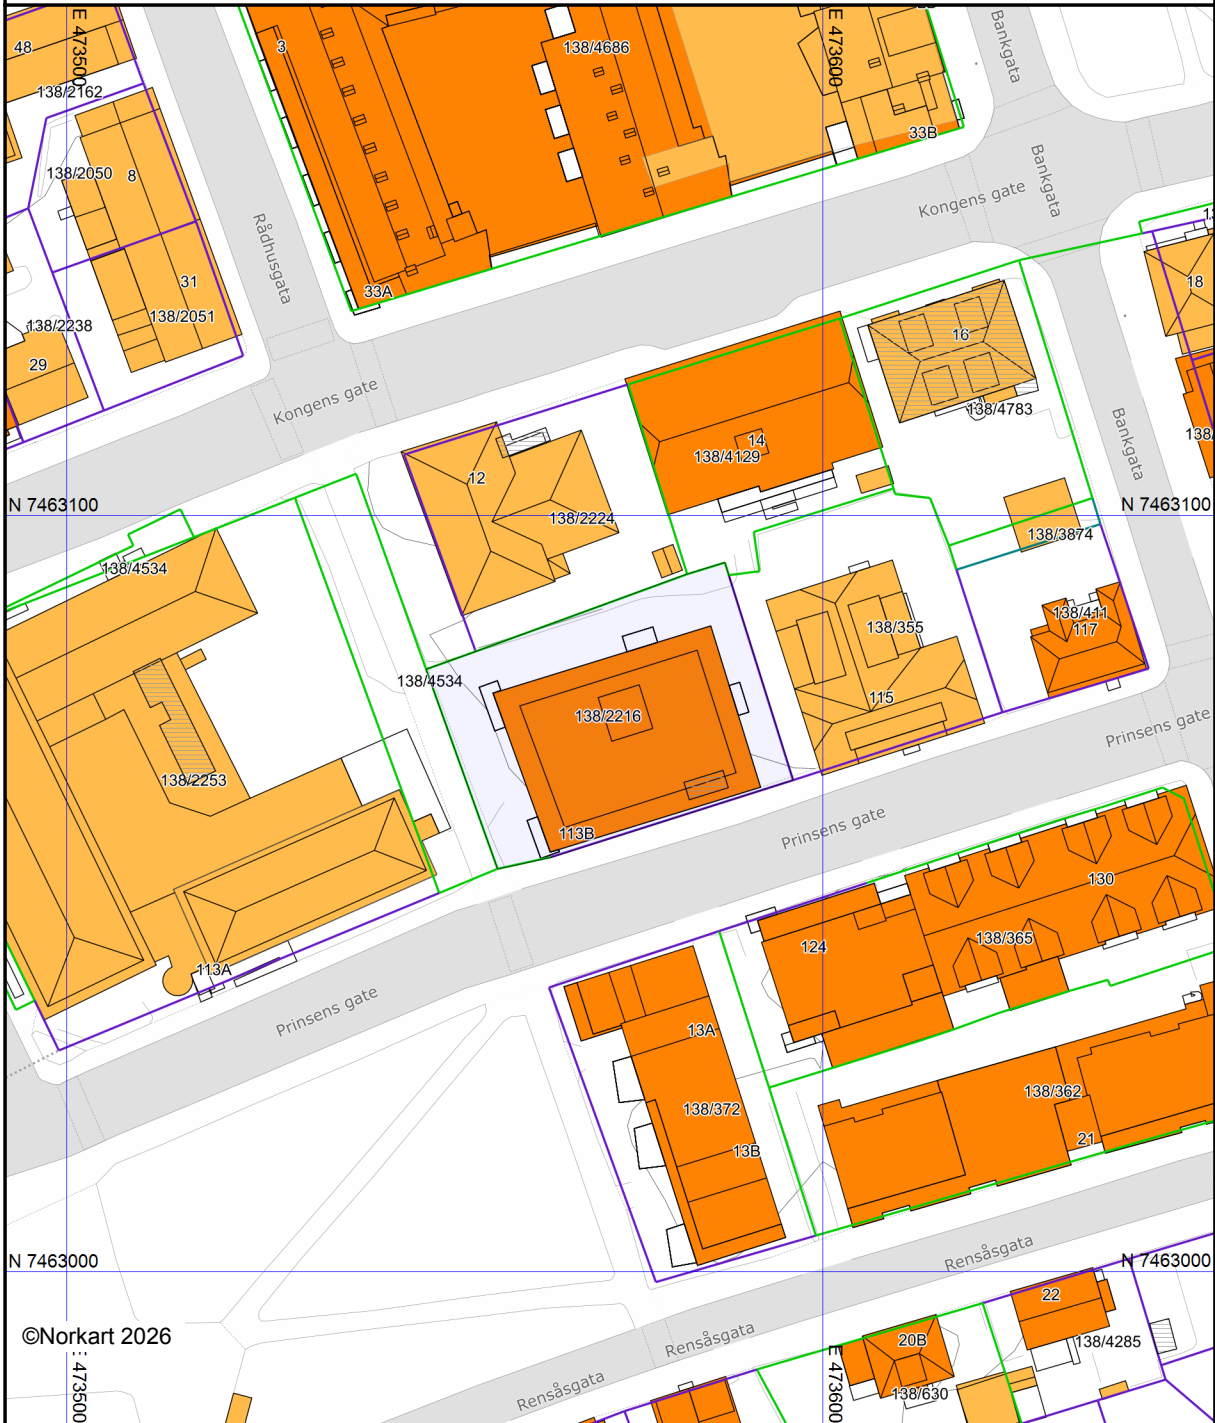 E 473500
E 473600
48
3
138/4686
Bankgata
138/2162
33B
138/2050
8
Bankgata
Kongens gate
Rådhusgata
31
33A
18
138/2051
138/2238
16
29
Kongens gate
138/4783
14
138/4129
Bankgata
138/
12
N 7463100
N 7463100
138/2224
138/3874
138/4534
138/411
117
138/355
138/4534
115
138/2216
Prinsens gate
138/2253
Prinsens gate
113B
130
138/365
124
113A
Prinsens gate
13A
138/362
138/372
21
13B
Rensåsgata
N 7463000
N 7463000
22
©Norkart 2026
Rensåsgata
20B
138/4285
Rensåsgata
138/630
E 473500
E 473600